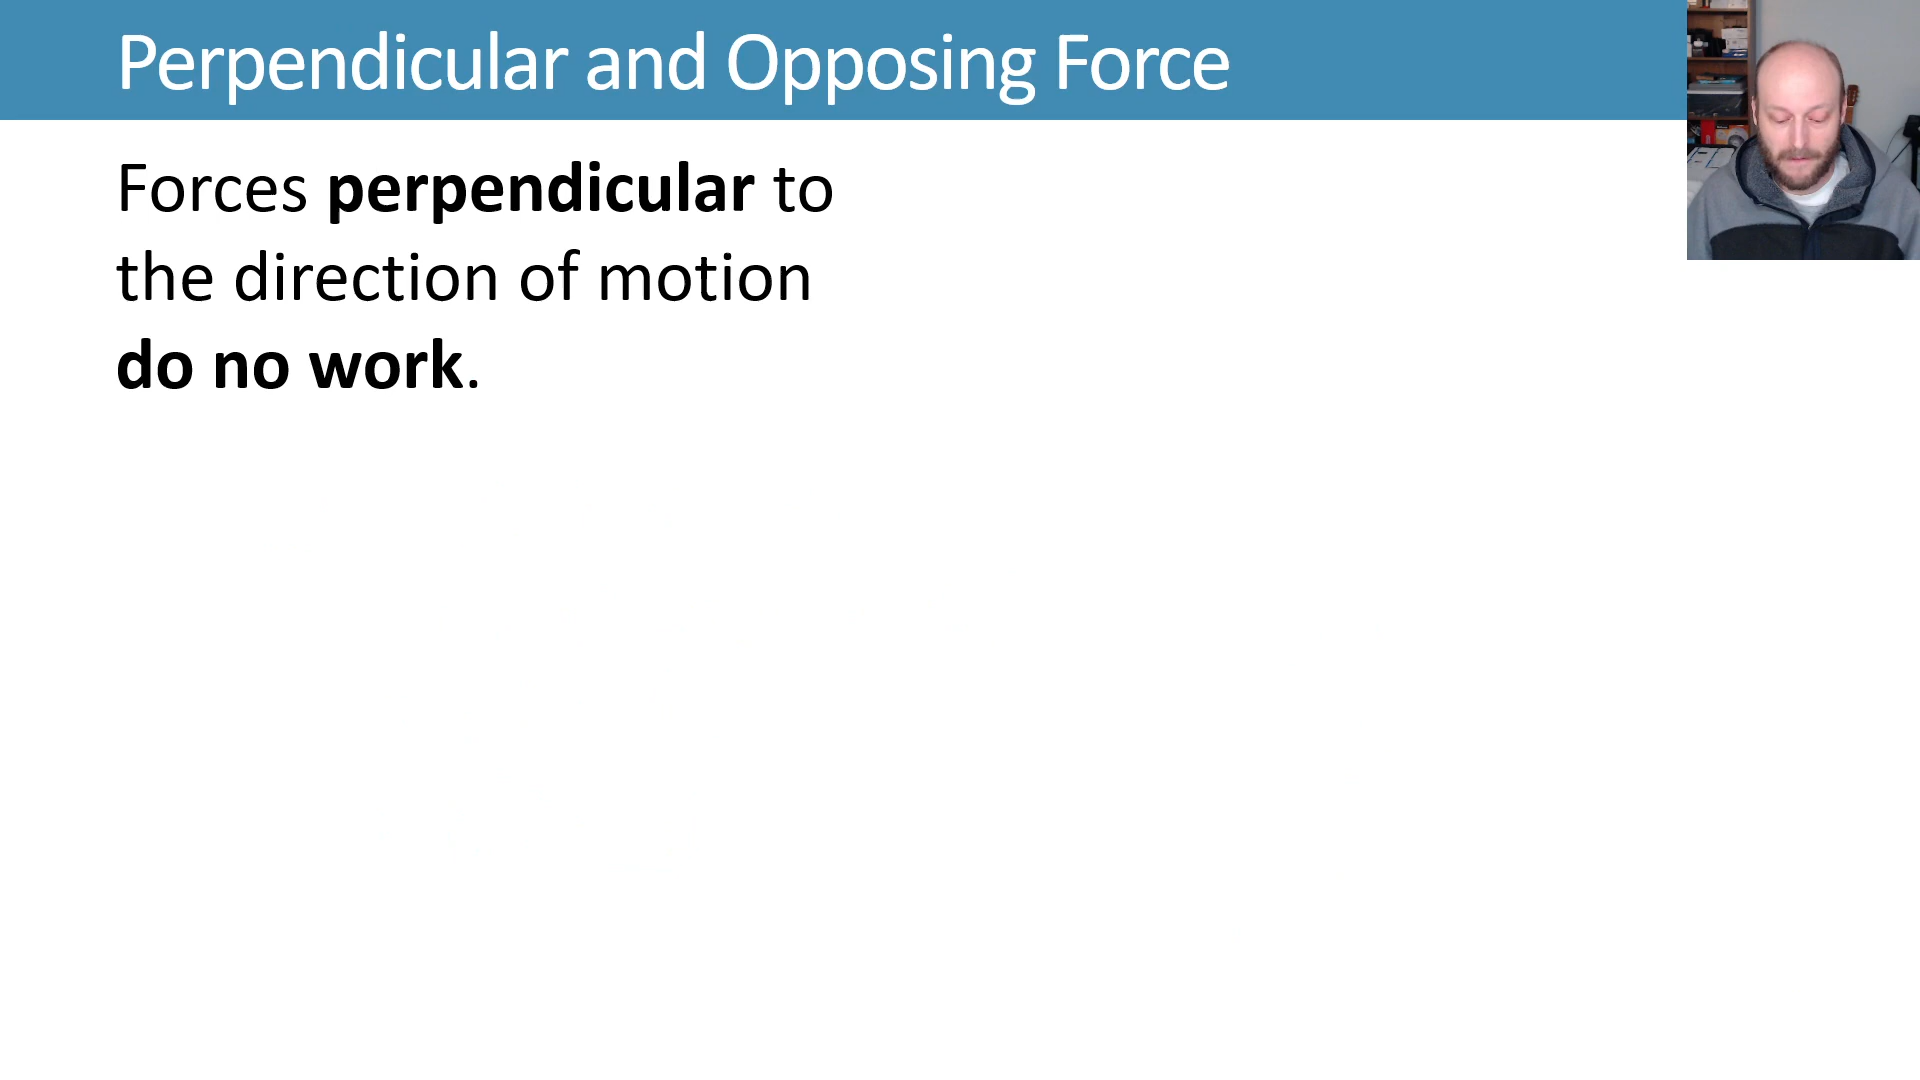 Perpendicular and Opposing Force
Forces perpendicular to
the direction of motion
do no work.